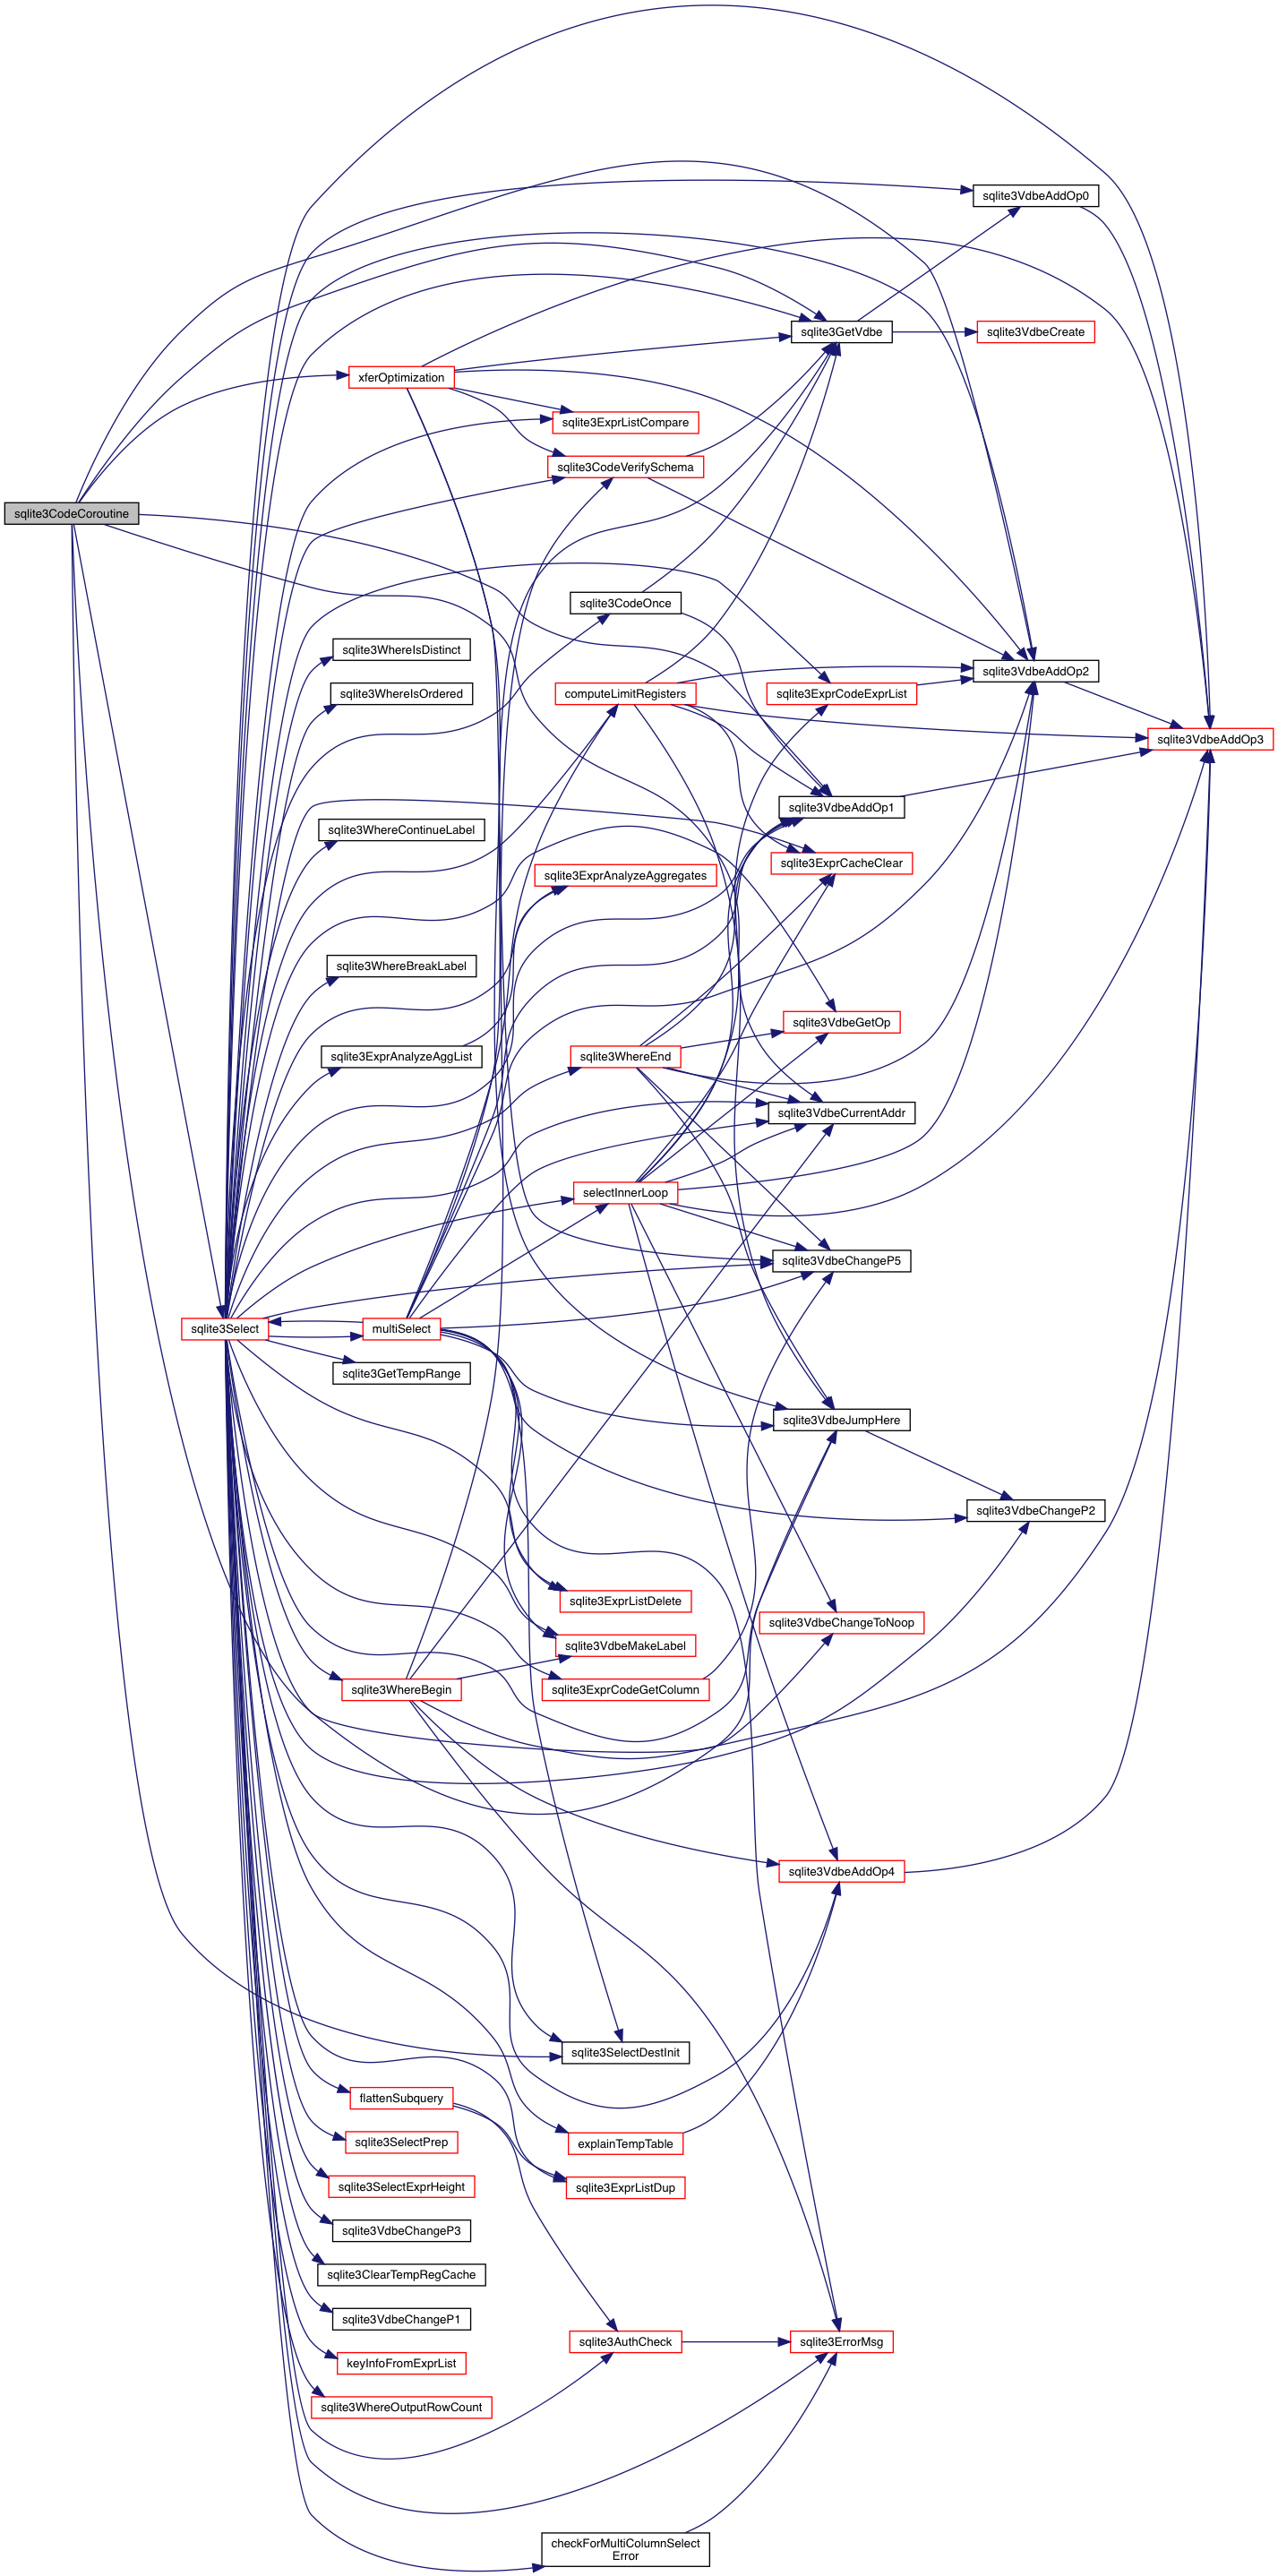 sqlite3VdbeAddOp0
sqlite3GetVdbe
sqlite3VdbeCreate
xferOptimization
sqlite3ExprListCompare
sqlite3CodeVerifySchema
sqlite3CodeCoroutine
sqlite3CodeOnce
sqlite3WhereIsDistinct
sqlite3VdbeAddOp2
sqlite3WhereIsOrdered
computeLimitRegisters
sqlite3ExprCodeExprList
sqlite3VdbeAddOp3
sqlite3VdbeAddOp1
sqlite3WhereContinueLabel
sqlite3ExprCacheClear
sqlite3ExprAnalyzeAggregates
sqlite3WhereBreakLabel
sqlite3VdbeGetOp
sqlite3ExprAnalyzeAggList
sqlite3WhereEnd
sqlite3VdbeCurrentAddr
selectInnerLoop
sqlite3VdbeChangeP5
sqlite3Select
multiSelect
sqlite3GetTempRange
sqlite3VdbeJumpHere
sqlite3VdbeChangeP2
sqlite3ExprListDelete
sqlite3VdbeChangeToNoop
sqlite3VdbeMakeLabel
sqlite3WhereBegin
sqlite3ExprCodeGetColumn
sqlite3VdbeAddOp4
sqlite3SelectDestInit
flattenSubquery
sqlite3SelectPrep
explainTempTable
sqlite3SelectExprHeight
sqlite3ExprListDup
sqlite3VdbeChangeP3
sqlite3ClearTempRegCache
sqlite3VdbeChangeP1
sqlite3AuthCheck
sqlite3ErrorMsg
keyInfoFromExprList
sqlite3WhereOutputRowCount
checkForMultiColumnSelect
Error